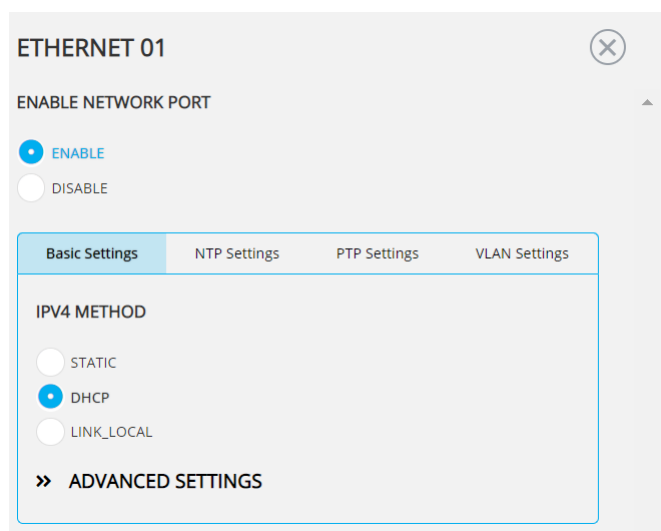 ETHERNET 01
ENABLE NETWORK PORT
ENABLE
DISABLE
Basic Settings NTP Settings PTP Settings VLAN Settings
IPV4 METHOD
STATIC
DHCP
LINK_LOCAL
» ADVANCED SETTINGS